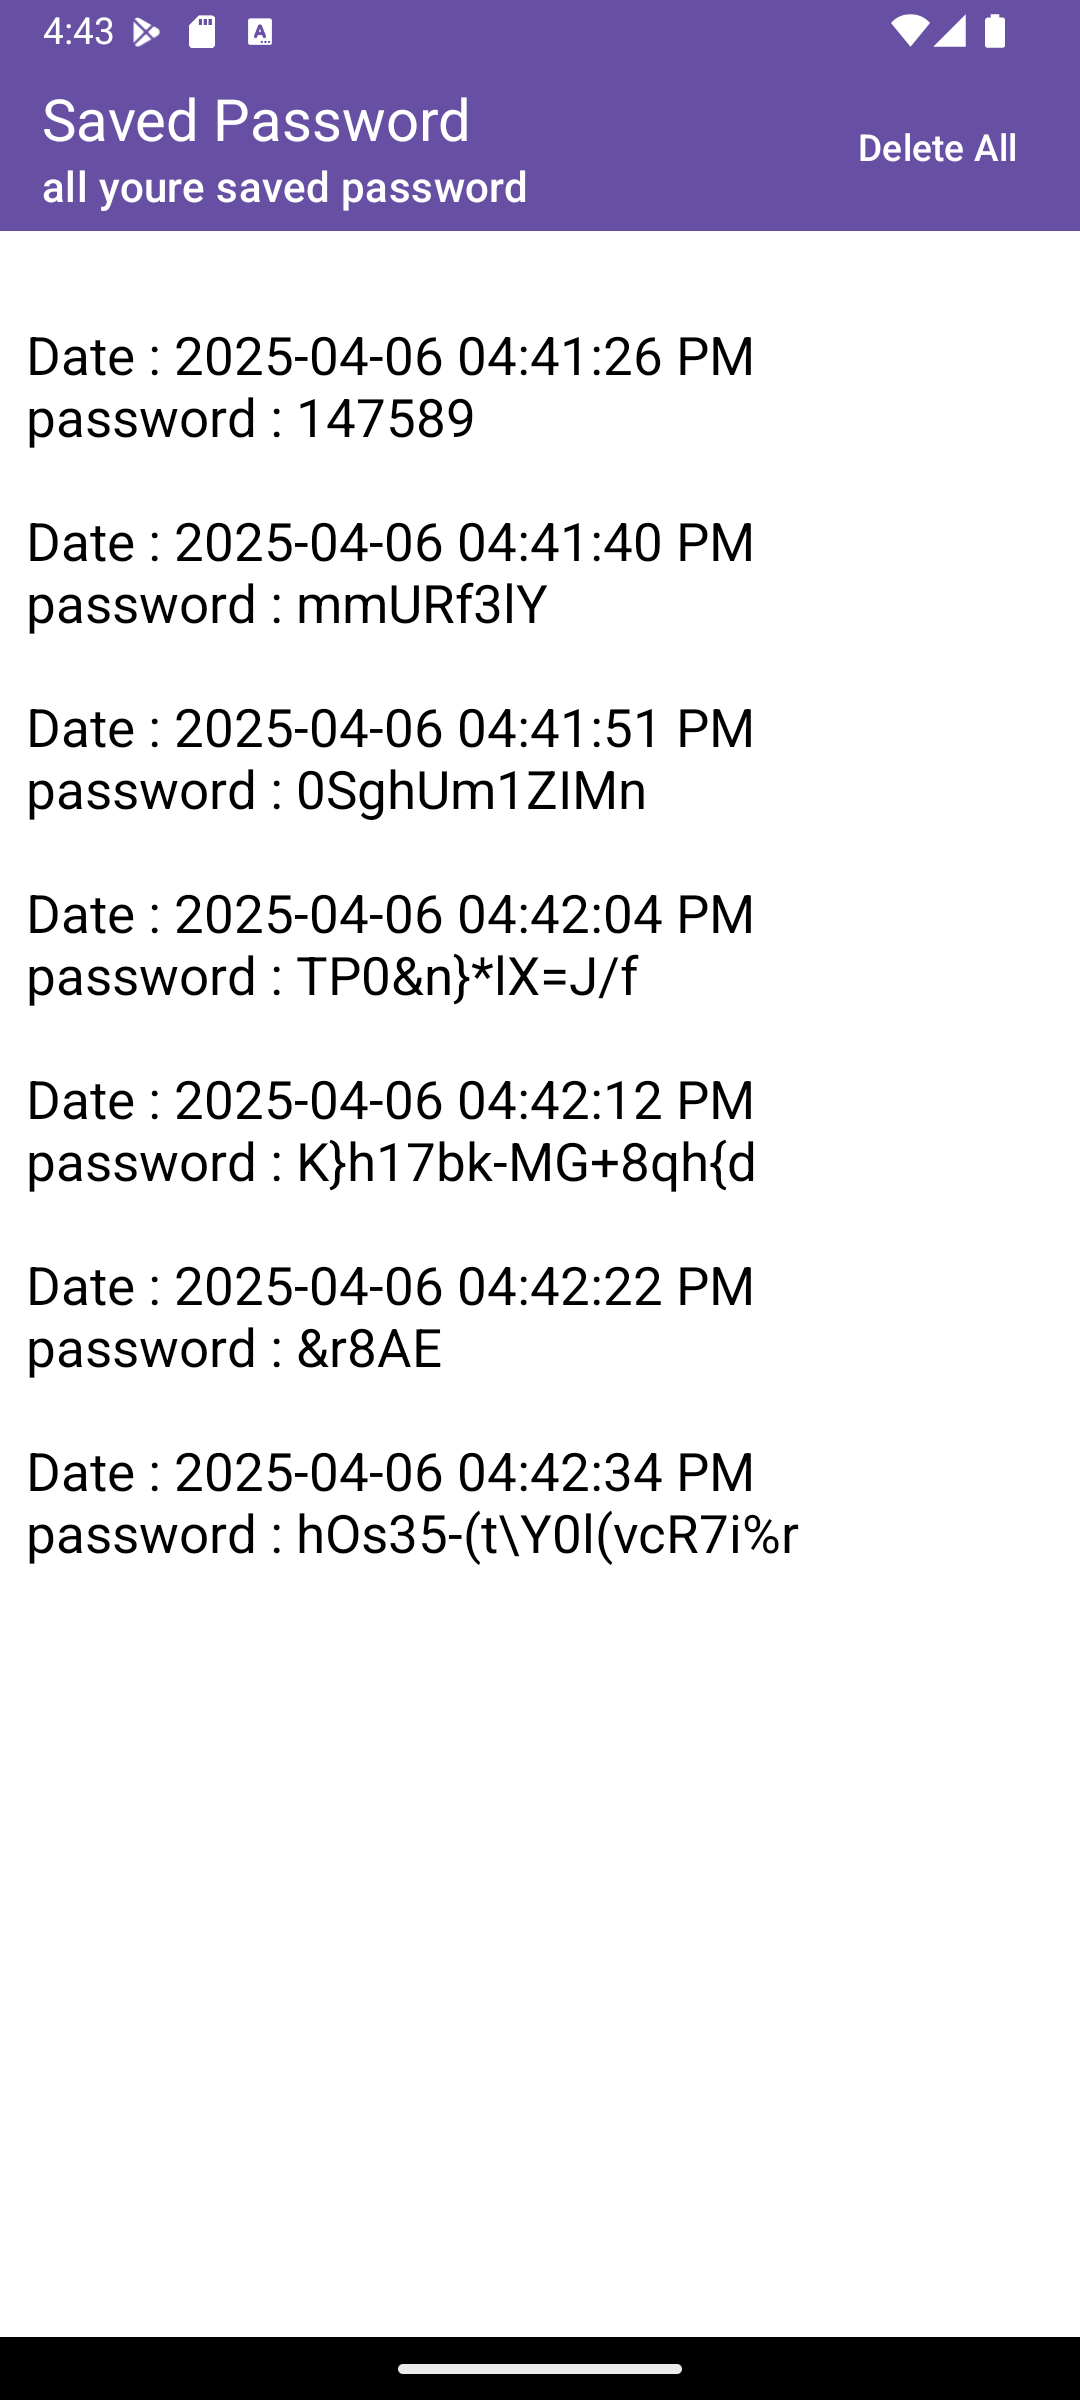 4:43
Saved Password
all youre saved password
Delete All
Date : 2025-04-06 04:41:26 PM
password : 147589
Date : 2025-04-06 04:41:40 PM
password : mmURf3lY
Date : 2025-04-06 04:41:51 PM
password : 0SghUm1ZIMn
Date : 2025-04-06 04:42:04 PM
password : TP0&n}*lX=J/f
Date : 2025-04-06 04:42:12 PM
password : K}h17bk-MG+8qh{d
Date : 2025-04-06 04:42:22 PM
password : &r8AE
Date : 2025-04-06 04:42:34 PM
password : hOs35-(t\Y0l(vcR7i%r